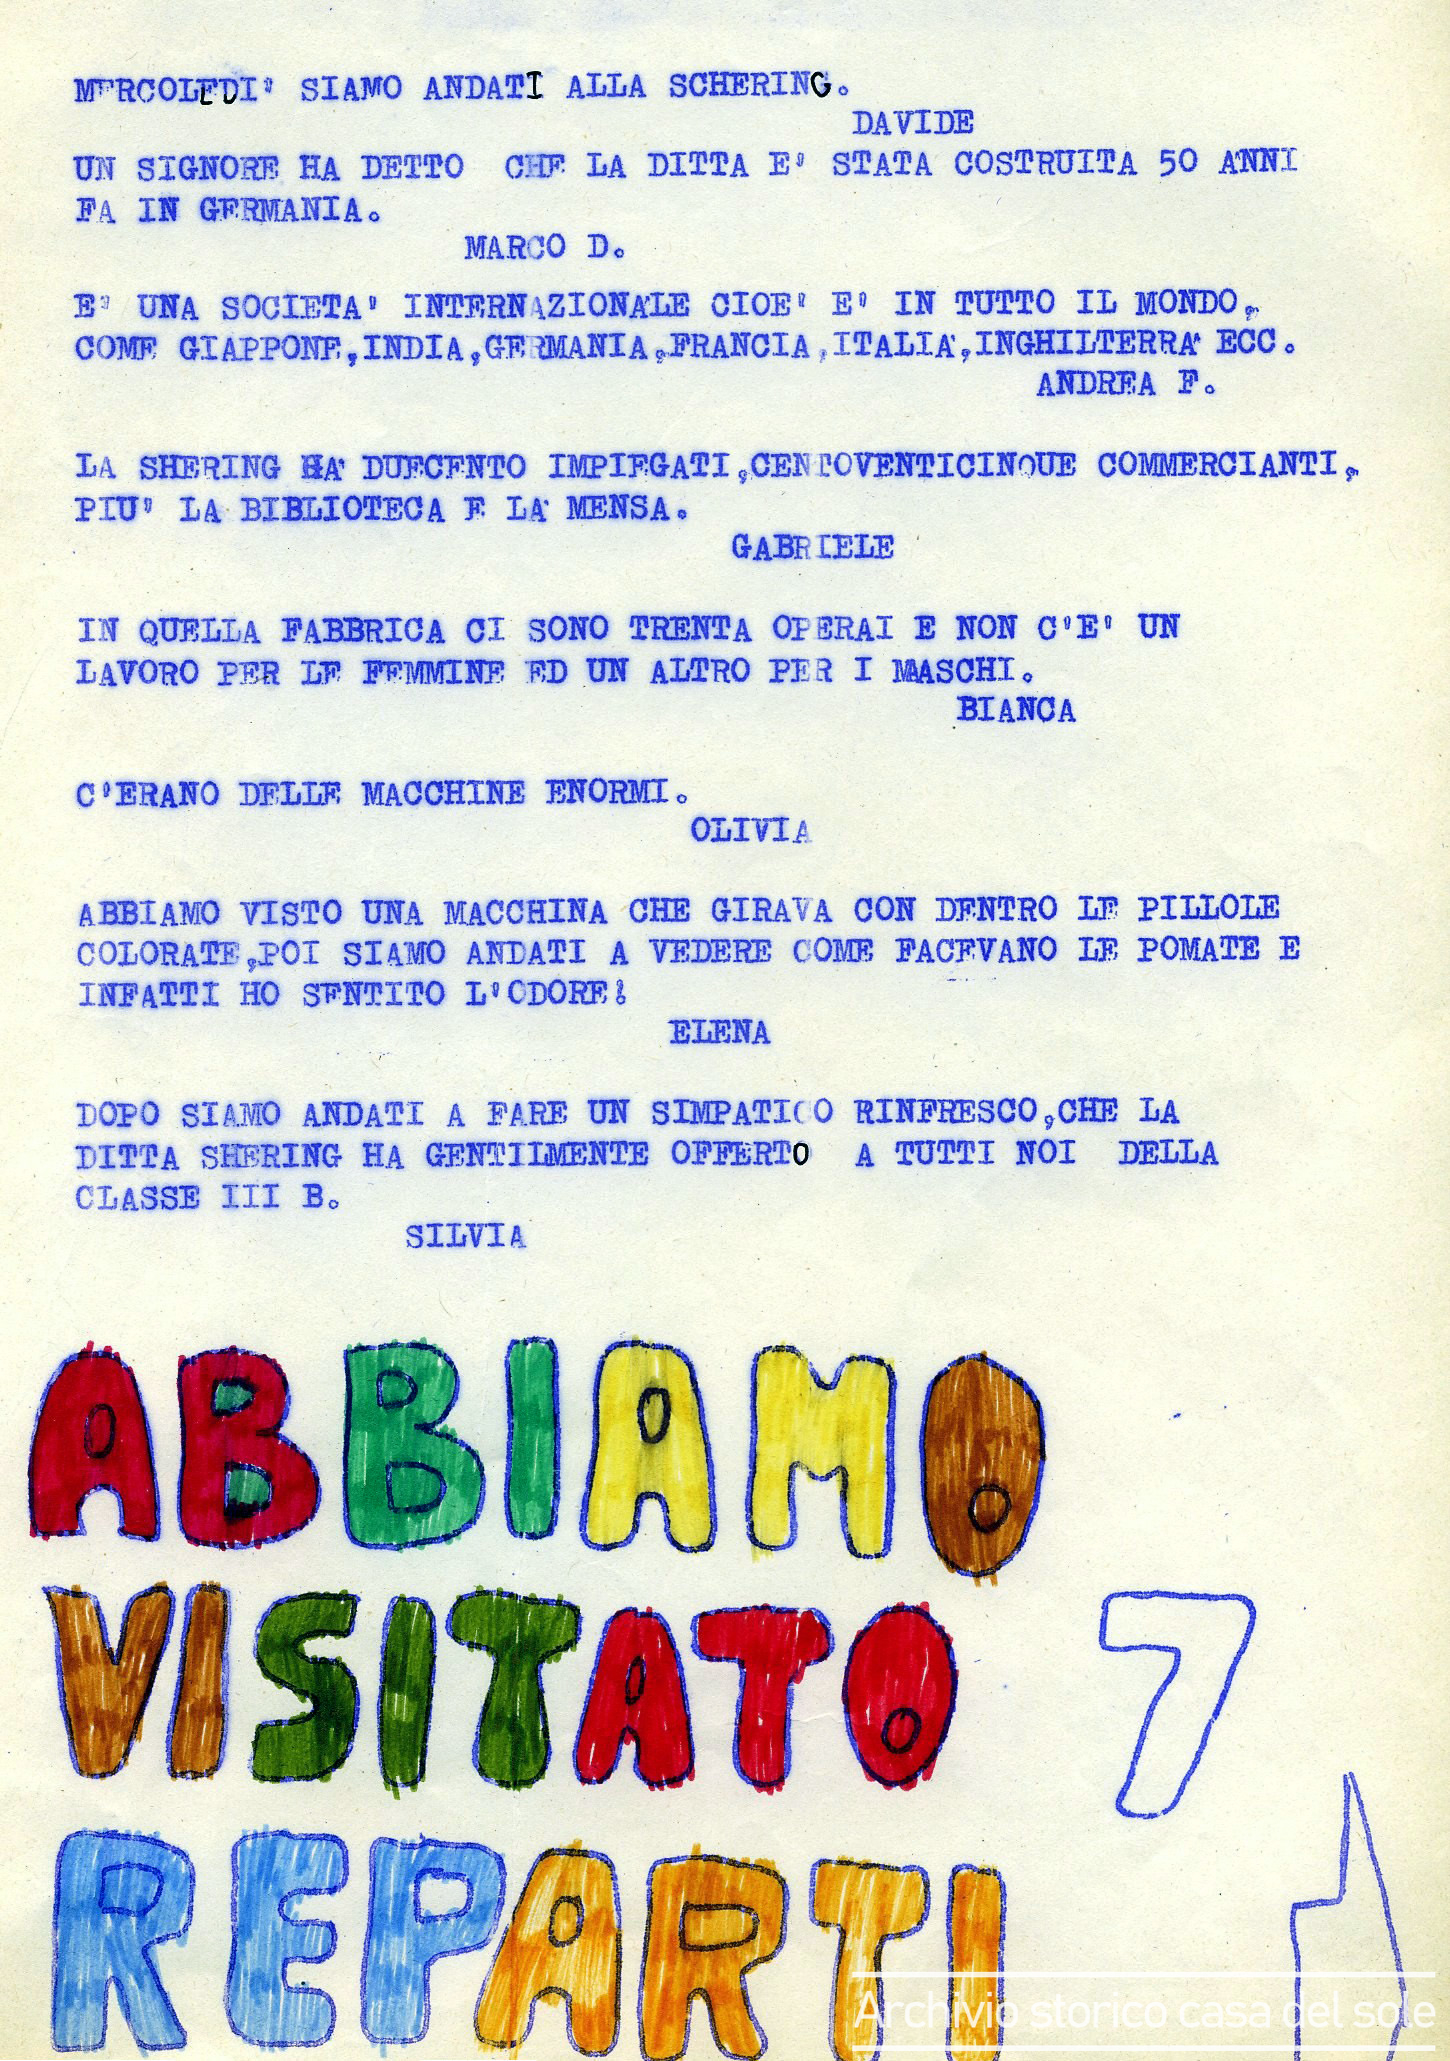 MERCOLEDI' SIAMO ANDATI ALLA SCHERING.
DAVIDE
UN SIGNORE HA DETTO CHE LA DITTA E' STATA COSTRUITA 50 ANNI
FA IN GERMANIA.
MARCO D.
E' UNA SOCIETA' INTERNAZIONALE CIOE' E' IN TUTTO IL MONDO,
COME GIAPPONE,INDIA,GERMANIA,FRANCIA,ITALIA,INGHILTERRA ECC.
ANDREA F.
LA SHERING HA DUECENTO IMPIEGATI,CENTOVENTICINQUE COMMERCIANTI,
PIU' LA BIBLIOTECA E LA MENSA.
GABRIELE
IN QUELLA FABBRICA CI SONO TRENTA OPERAI E NON C'E' UN
LAVORO PER LE FEMMINE ED UN ALTRO PER I MASCHI.
BIANCA
C'ERANO DELLE MACCHINE ENORMI.
OLIVIA
ABBIAMO VISTO UNA MACCHINA CHE GIRAVA CON DENTRO LE PILLOLE
COLORATE,POI SIAMO ANDATI A VEDERE COME FACEVANO LE POMATE E
INFATTI HO SENTITO L'ODORE!
ELENA
DOPO SIAMO ANDATI A FARE UN SIMPATICO RINFRESCO,CHE LA
DITTA SHERING HA GENTILMENTE OFFERTO A TUTTI NOI DELLA
CLASSE III B.
SILVIA
ABBIAMO
VISITATO 7
REPARTI
Archivio storico casa del sole